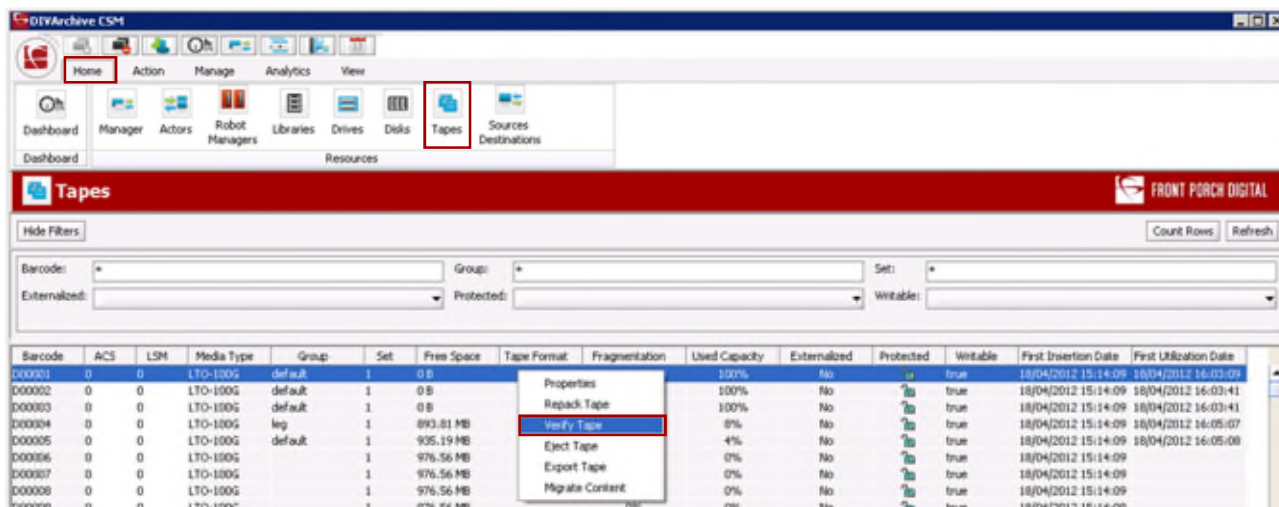 DIVArchive CSM
Home Action Manage Analytics View
Dashboard Manager Actors Robot Managers Libraries Drives Disks Tapes Sources Destinations
Dashboard Resources
Tapes FRONT PORCH DIGITAL
Hide Filters Count Rows Refresh
Barcode: * Group: * Set: *
Externalized: Protected: Writable:
Barcode ACS LSM Media Type Group Set Free Space Tape Format Fragmentation Used Capacity Externalized Protected Writable First Insertion Date First Utilization Date
D00001 0 0 LTO-100G default 1 0 B 100% No true 18/04/2012 15:14:09 18/04/2012 16:03:09
D00002 0 0 LTO-100G default 1 0 B Properties 100% No true 18/04/2012 15:14:09 18/04/2012 16:03:41
D00003 0 0 LTO-100G default 1 0 B Repack Tape 100% No true 18/04/2012 15:14:09 18/04/2012 16:03:41
D00004 0 0 LTO-100G leg 1 893.81 MB Verify Tape 8% No true 18/04/2012 15:14:09 18/04/2012 16:05:07
D00005 0 0 LTO-100G default 1 935.19 MB Eject Tape 4% No true 18/04/2012 15:14:09 18/04/2012 16:05:08
D00006 0 0 LTO-100G 1 976.56 MB 0% No true 18/04/2012 15:14:09
D00007 0 0 LTO-100G 1 976.56 MB Export Tape 0% No true 18/04/2012 15:14:09
D00008 0 0 LTO-100G 1 976.56 MB Migrate Content 0% No true 18/04/2012 15:14:09